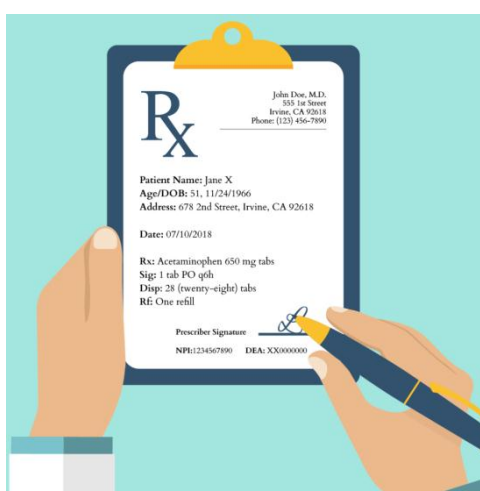 Rx
John Doe, M.D.
555 1st Street
Irvine, CA 92618
Phone: (123) 456-7890
Patient Name: Jane X
Age/DOB: 51, 11/24/1966
Address: 678 2nd Street, Irvine, CA 92618
Date: 07/10/2018
Rx: Acetaminophen 650 mg tabs
Sig: 1 tab PO q6h
Disp: 28 (twenty-eight) tabs
Rf: One refill
Prescriber Signature
NPI:1234567890 DEA: XX0000000